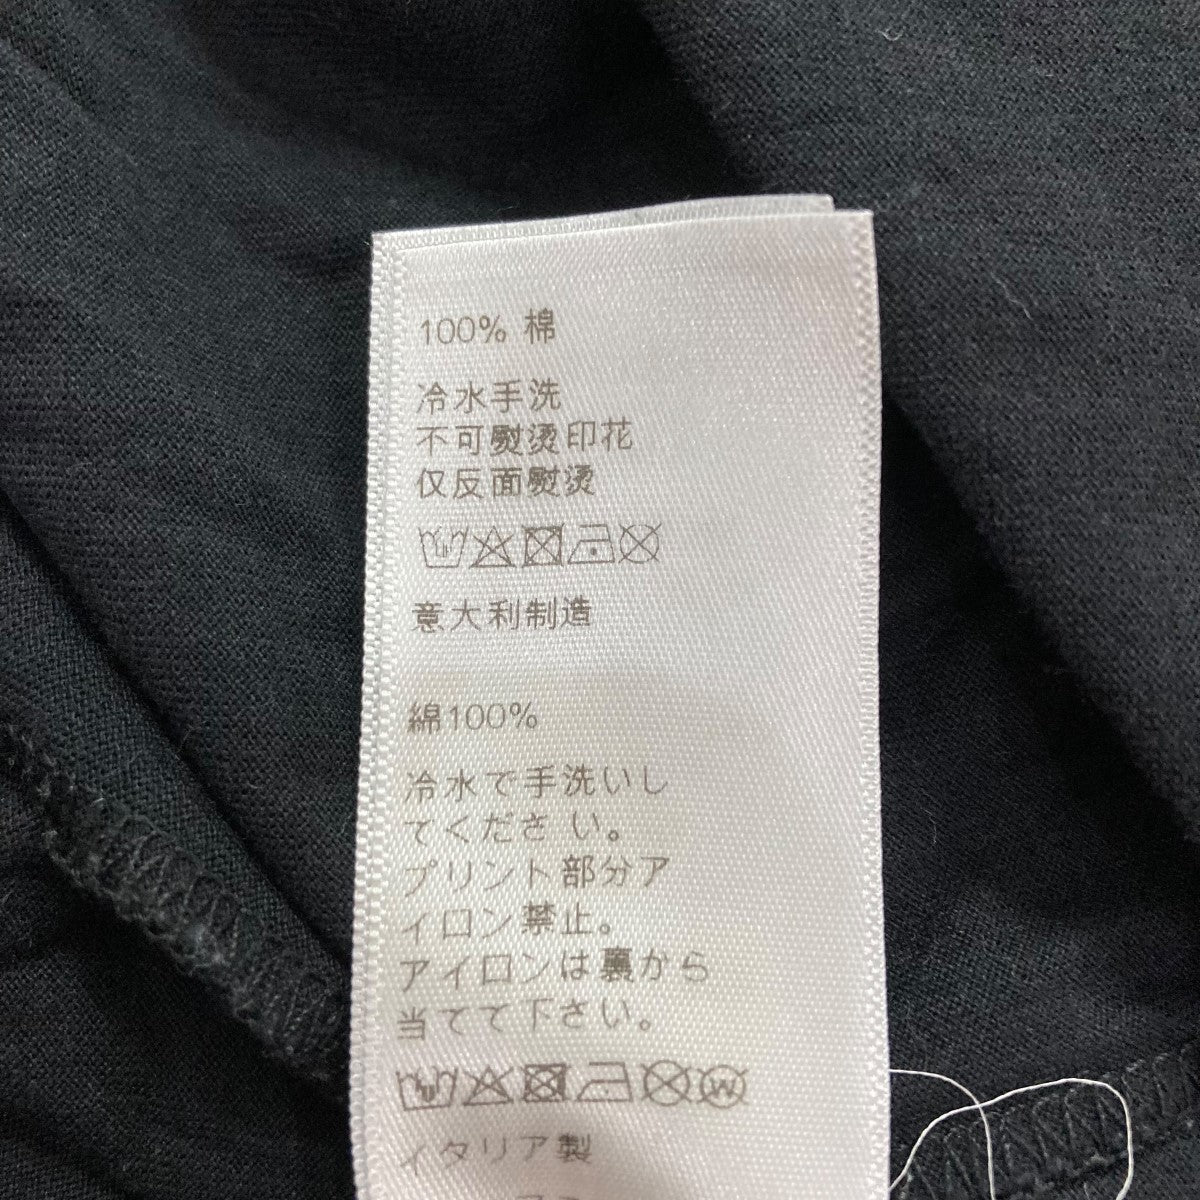 100% 棉
冷水手洗
不可熨烫印花
仅反面熨烫
意大利制造
綿100%
冷水で手洗いし
てくださ い。
プリント部分ア
イロン禁止。
アイロンは裏から
当てて下さい。
W
イタリア製